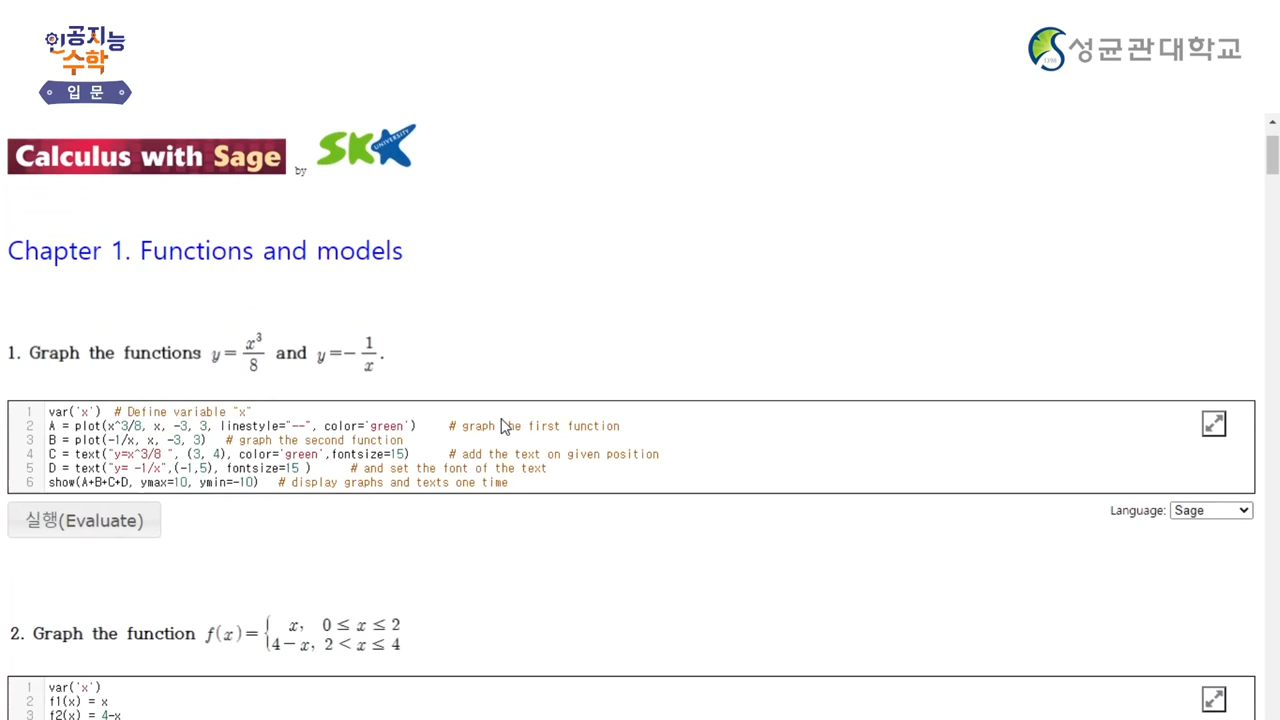 인공지능
수학
입문
성균관대학교
1398
Calculus with Sage by SKK UNIVERSITY
Chapter 1. Functions and models
1. Graph the functions y = x³/8 and y = − 1/x .
1 var('x') # Define variable "x"
2 A = plot(x^3/8, x, -3, 3, linestyle="--", color='green') # graph the first function
3 B = plot(-1/x, x, -3, 3) # graph the second function
4 C = text("y=x^3/8 ", (3, 4), color='green',fontsize=15) # add the text on given position
5 D = text("y= -1/x",(-1,5), fontsize=15 ) # and set the font of the text
6 show(A+B+C+D, ymax=10, ymin=-10) # display graphs and texts one time
실행(Evaluate)
Language: Sage
2. Graph the function f(x) = { x, 0 ≤ x ≤ 2
4 − x, 2 < x ≤ 4
1 var('x')
2 f1(x) = x
3 f2(x) = 4-x